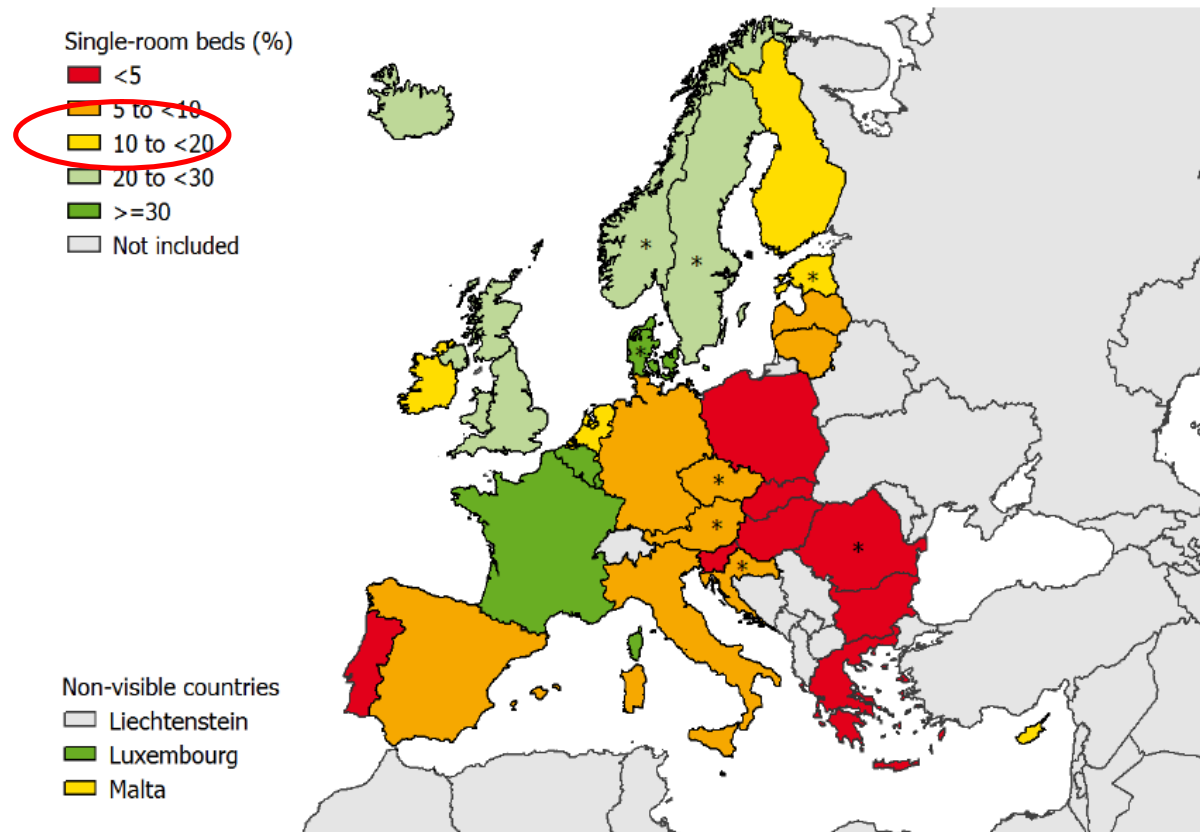 Single-room beds (%)
<5
5 to <10
10 to <20
20 to <30
>=30
Not included
*
*
*
*
*
*
*
*
Non-visible countries
Liechtenstein
Luxembourg
Malta